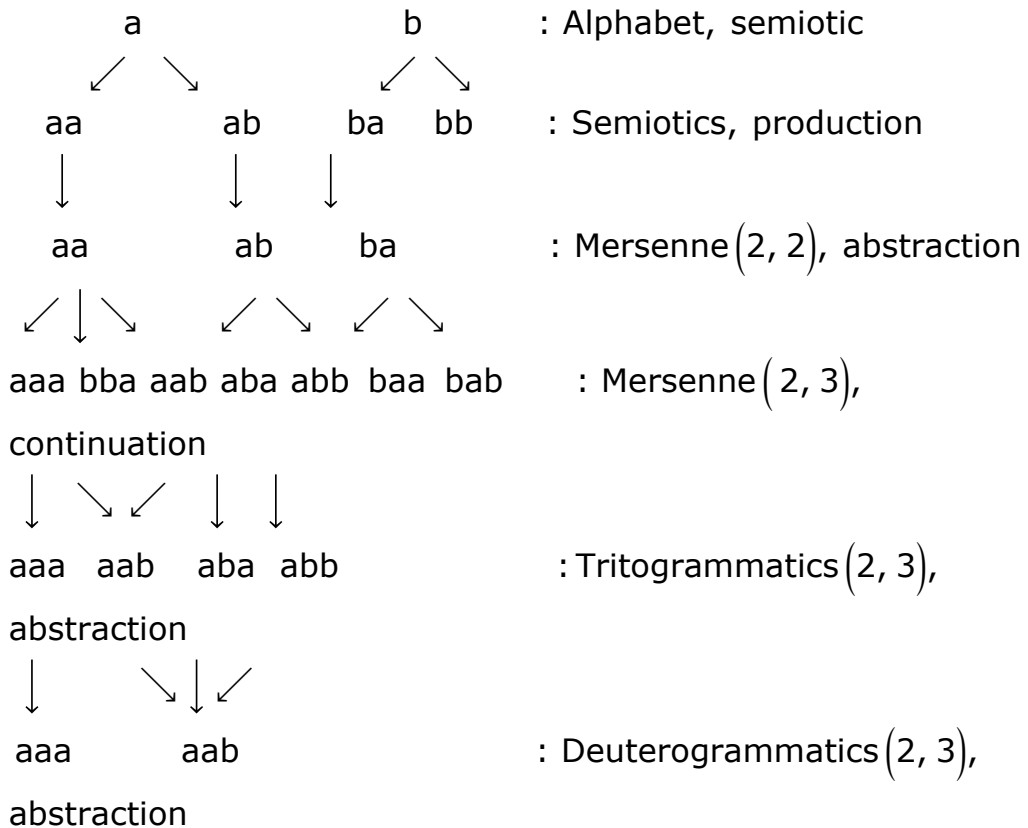 a b : Alphabet, semiotic
aa ab ba bb : Semiotics, production
aa ab ba : Mersenne(2, 2), abstraction
aaa bba aab aba abb baa bab : Mersenne( 2, 3),
continuation
aaa aab aba abb : Tritogrammatics(2, 3),
abstraction
aaa aab : Deuterogrammatics(2, 3),
abstraction